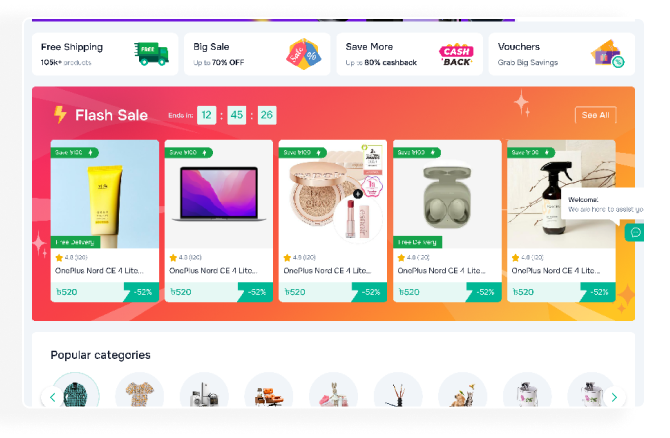 Free Shipping
105k+ products
FREE
Big Sale
Up to 70% OFF
Sale %
Save More
Up to 80% cashback
CASH
BACK
Vouchers
Grab Big Savings
Flash Sale
Ends in: 12 : 45 : 26
See All
Save ৳100
Save ৳100
Save ৳100
Save ৳100
Save ৳100
Free Delivery
Free Delivery
Welcome!
We are here to assist yo
4.8 (120)
4.8 (120)
4.8 (120)
4.8 (120)
4.8 (120)
OnePlus Nord CE 4 Lite...
OnePlus Nord CE 4 Lite...
OnePlus Nord CE 4 Lite...
OnePlus Nord CE 4 Lite...
OnePlus Nord CE 4 Lite...
৳520 -52%
৳520 -52%
৳520 -52%
৳520 -52%
৳520 -52%
Popular categories